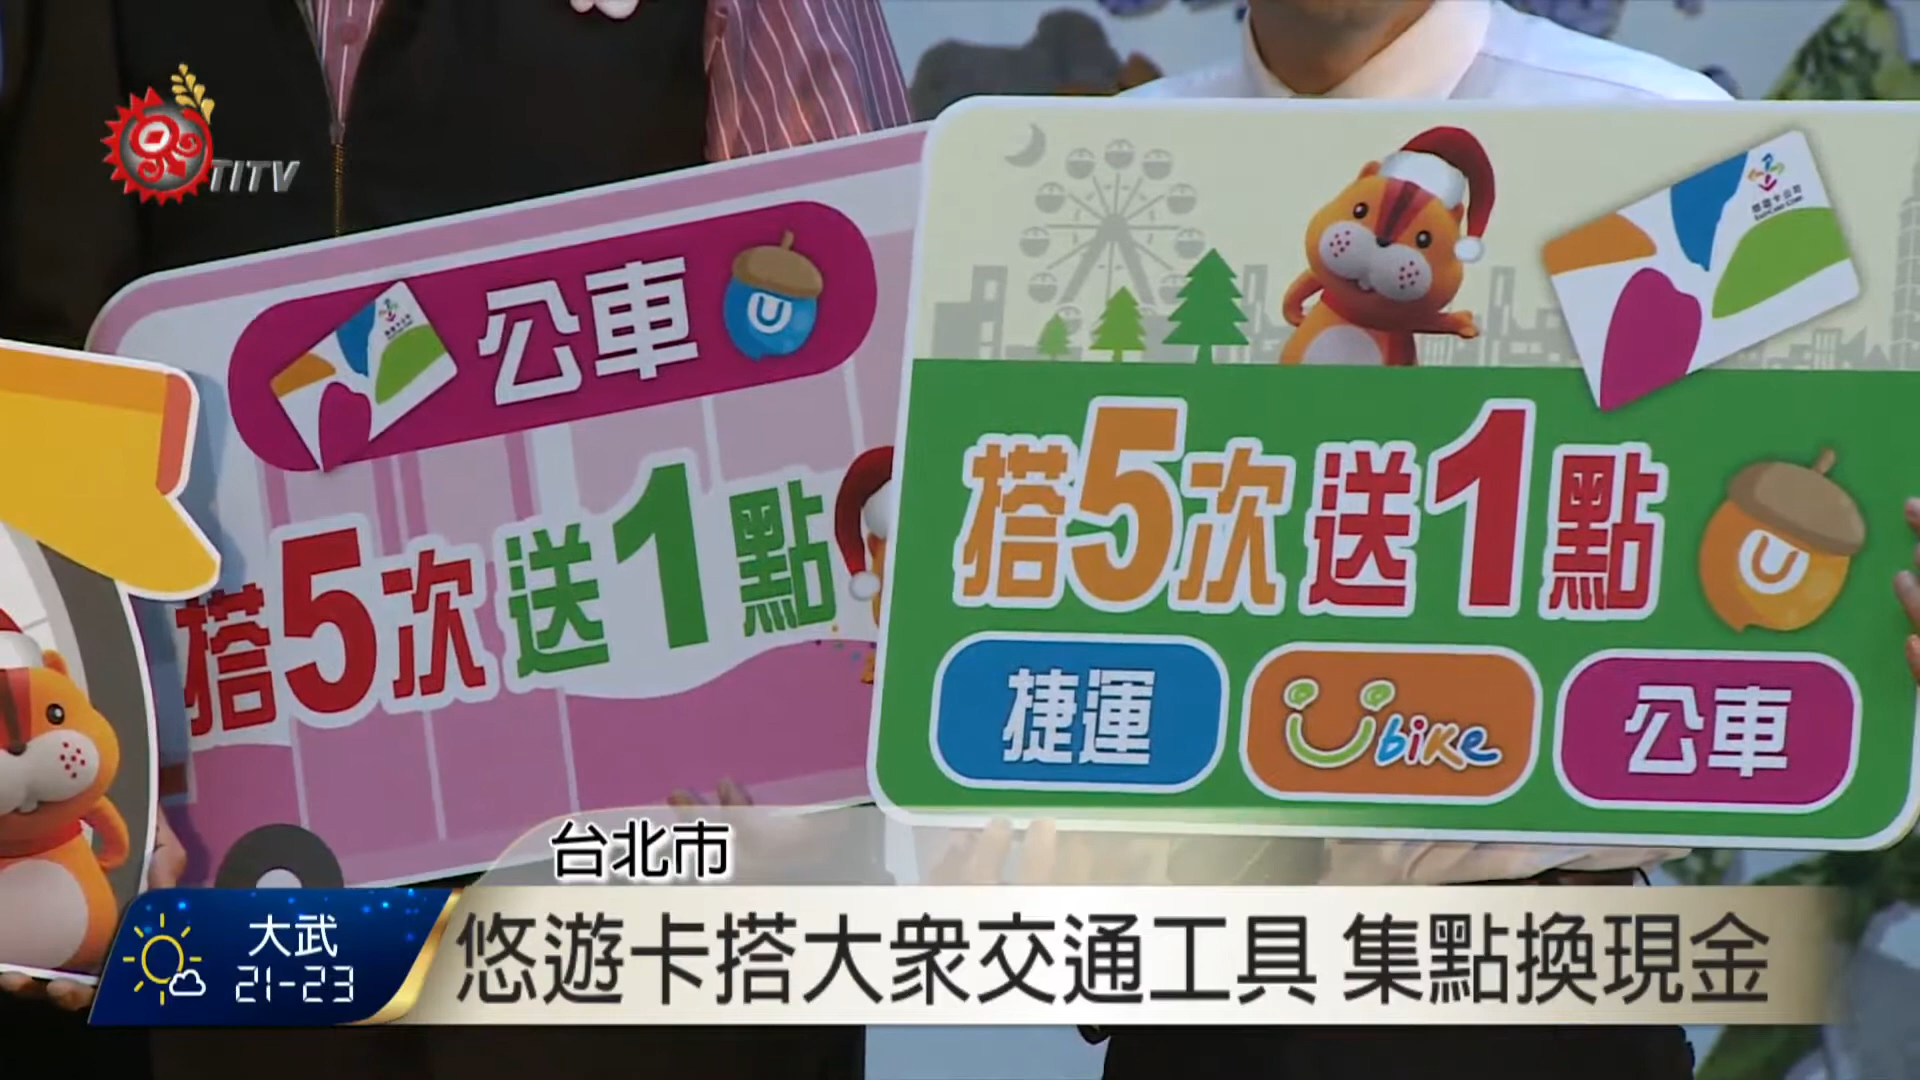 TITV
公車
U
搭5次送1點
搭5次送1點
U
捷運
Ubike
公車
台北市
大武
21-23
悠遊卡搭大眾交通工具 集點換現金